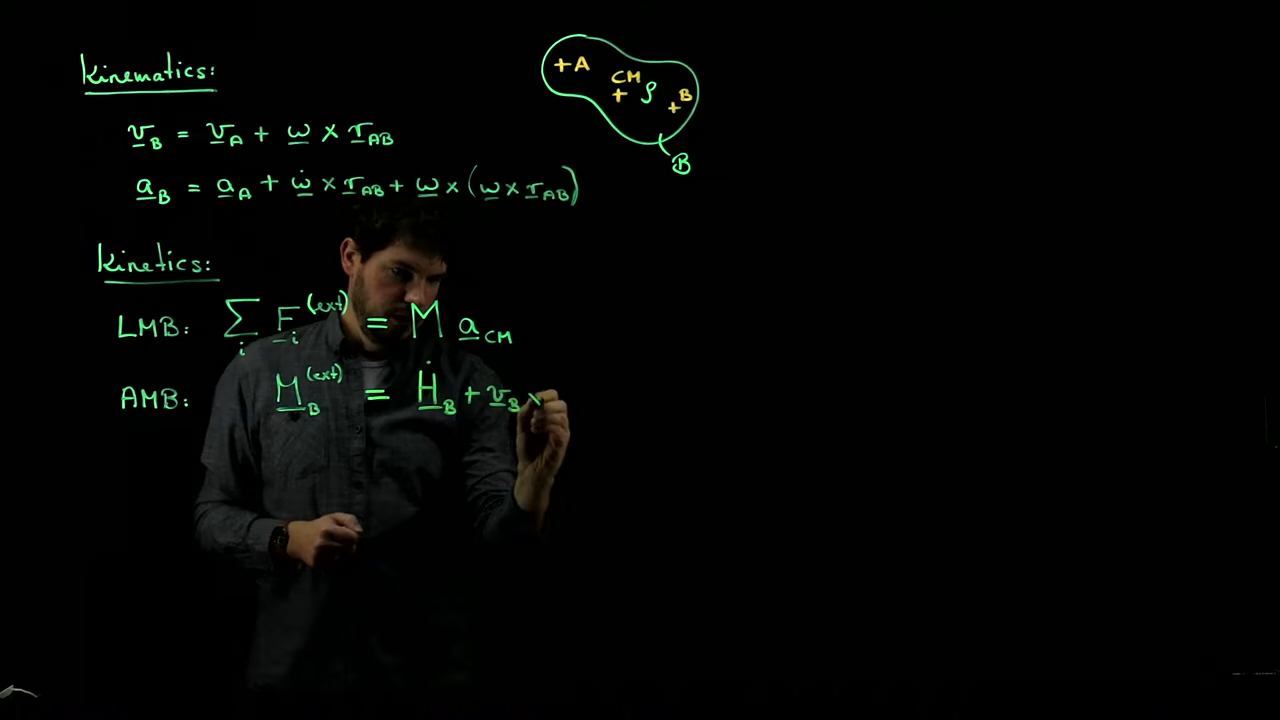 Kinematics:
+A
CM
+
ρ
+B
B
v_B = v_A + ω × r_AB
a_B = a_A + ω̇ × r_AB + ω × (ω × r_AB)
Kinetics:
LMB: Σ_i F_i^(ext) = M a_CM
AMB: M_B^(ext) = Ḣ_B + v_B ×